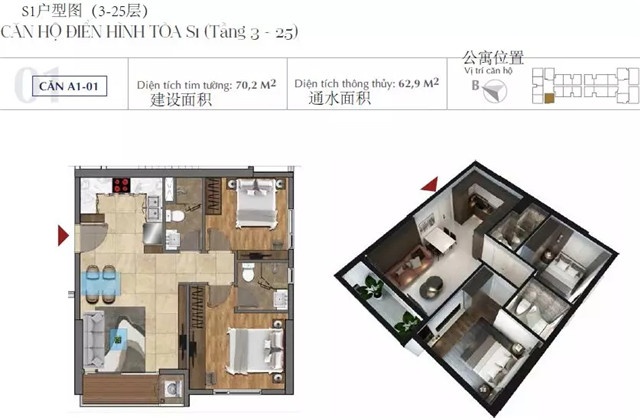 S1户型图（3-25层）
CĂN HỘ ĐIỂN HÌNH TÒA S1 (Tầng 3 - 25)
01
CĂN A1-01
Diện tích tim tường: 70,2 M2
建设面积
Diện tích thông thủy: 62,9 M2
通水面积
公寓位置
Vị trí căn hộ
B